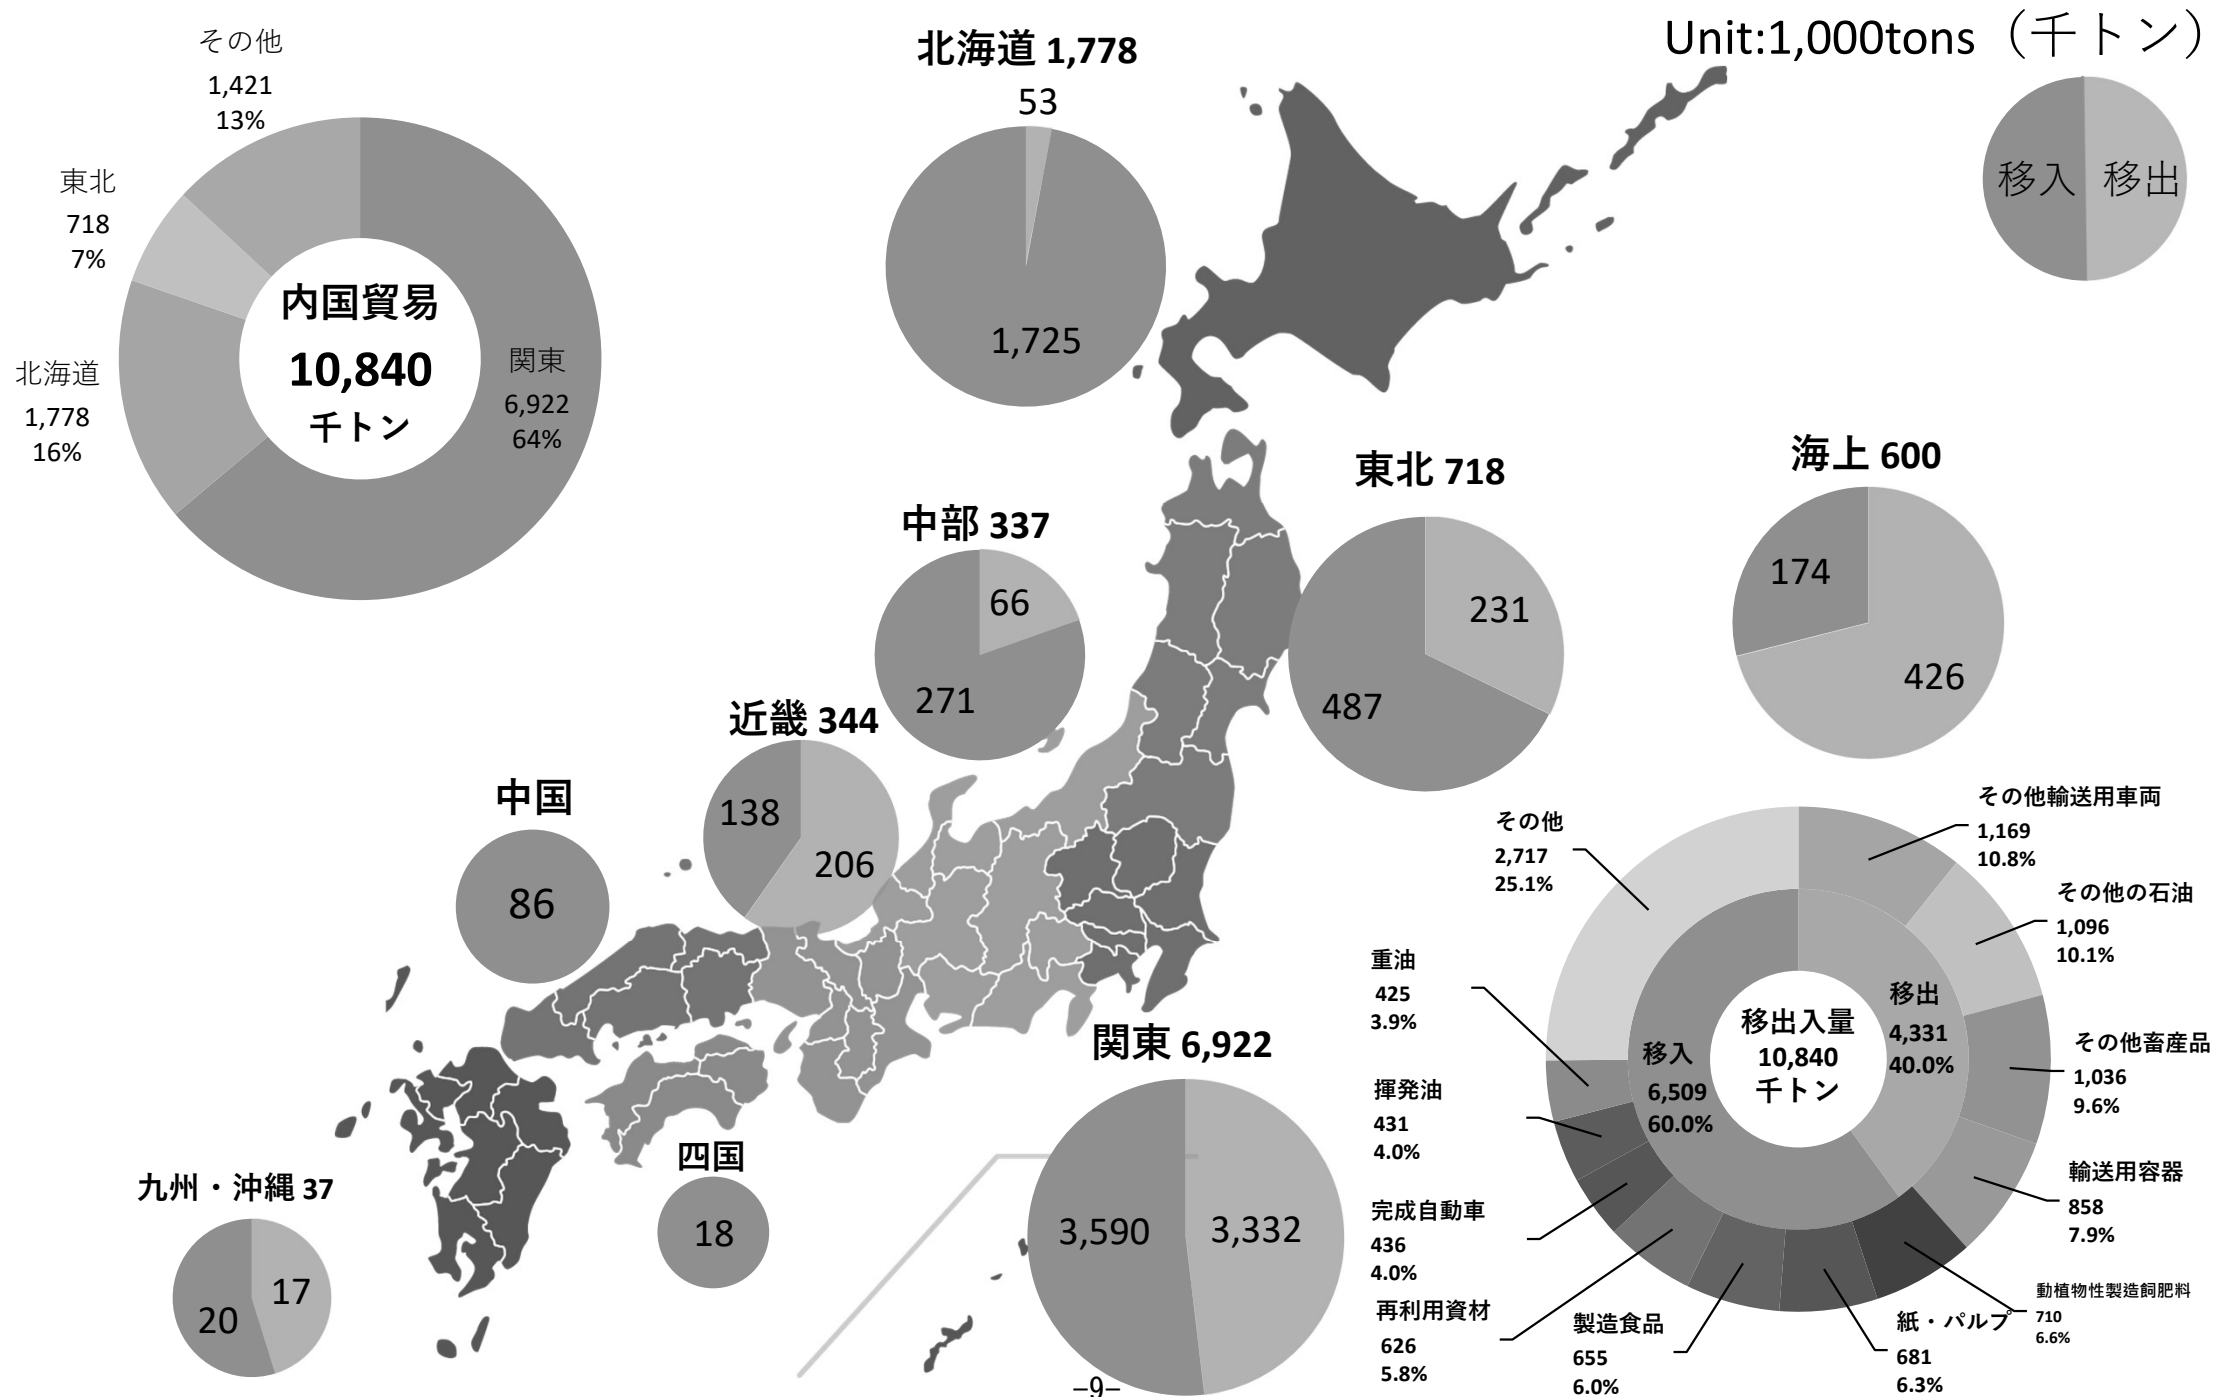 Unit:1,000tons（千トン）
移入
移出
その他
1,421
13%
東北
718
7%
北海道
1,778
16%
関東
6,922
64%
内国貿易
10,840
千トン
北海道 1,778
53
1,725
東北 718
231
487
海上 600
174
426
中部 337
66
271
近畿 344
138
206
中国
86
四国
18
九州・沖縄 37
20
17
関東 6,922
3,590
3,332
その他輸送用車両
1,169
10.8%
その他の石油
1,096
10.1%
その他畜産品
1,036
9.6%
輸送用容器
858
7.9%
動植物性製造飼肥料
710
6.6%
紙・パルプ
681
6.3%
製造食品
655
6.0%
再利用資材
626
5.8%
完成自動車
436
4.0%
揮発油
431
4.0%
重油
425
3.9%
その他
2,717
25.1%
移出入量
10,840
千トン
移出
4,331
40.0%
移入
6,509
60.0%
–9–